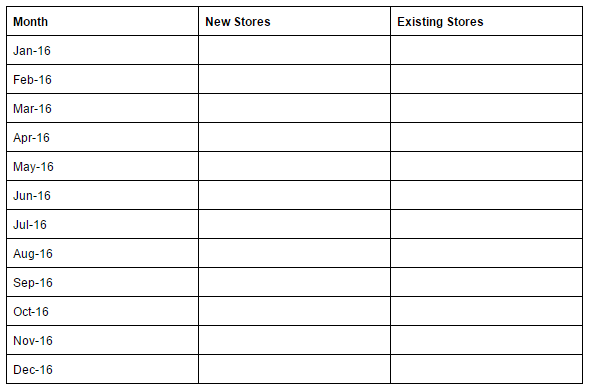 Month New Stores Existing Stores
Jan-16
Feb-16
Mar-16
Apr-16
May-16
Jun-16
Jul-16
Aug-16
Sep-16
Oct-16
Nov-16
Dec-16